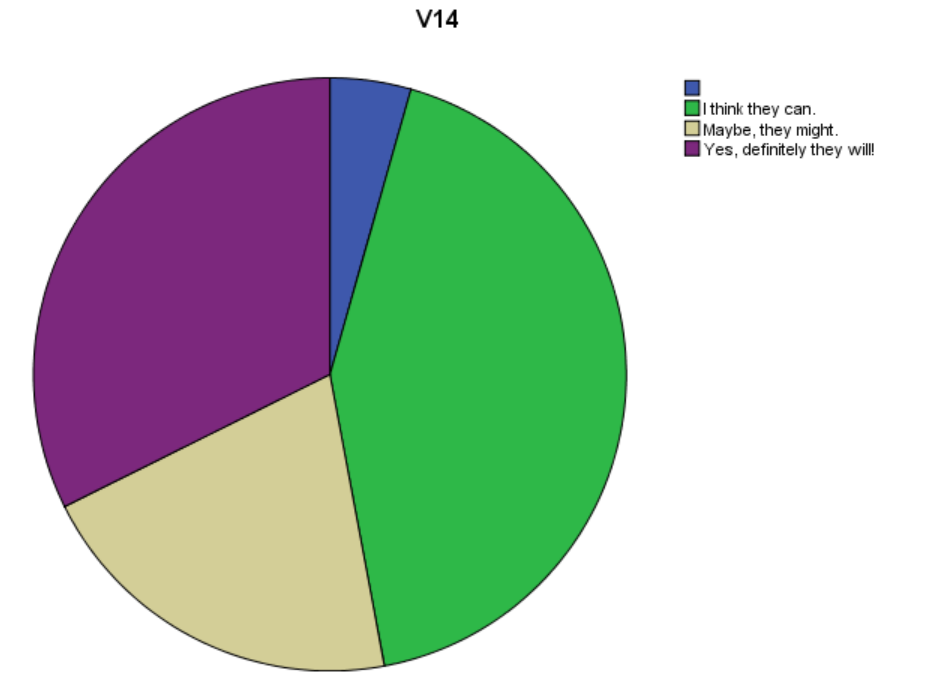 V14
I think they can.
Maybe, they might.
Yes, definitely they will!